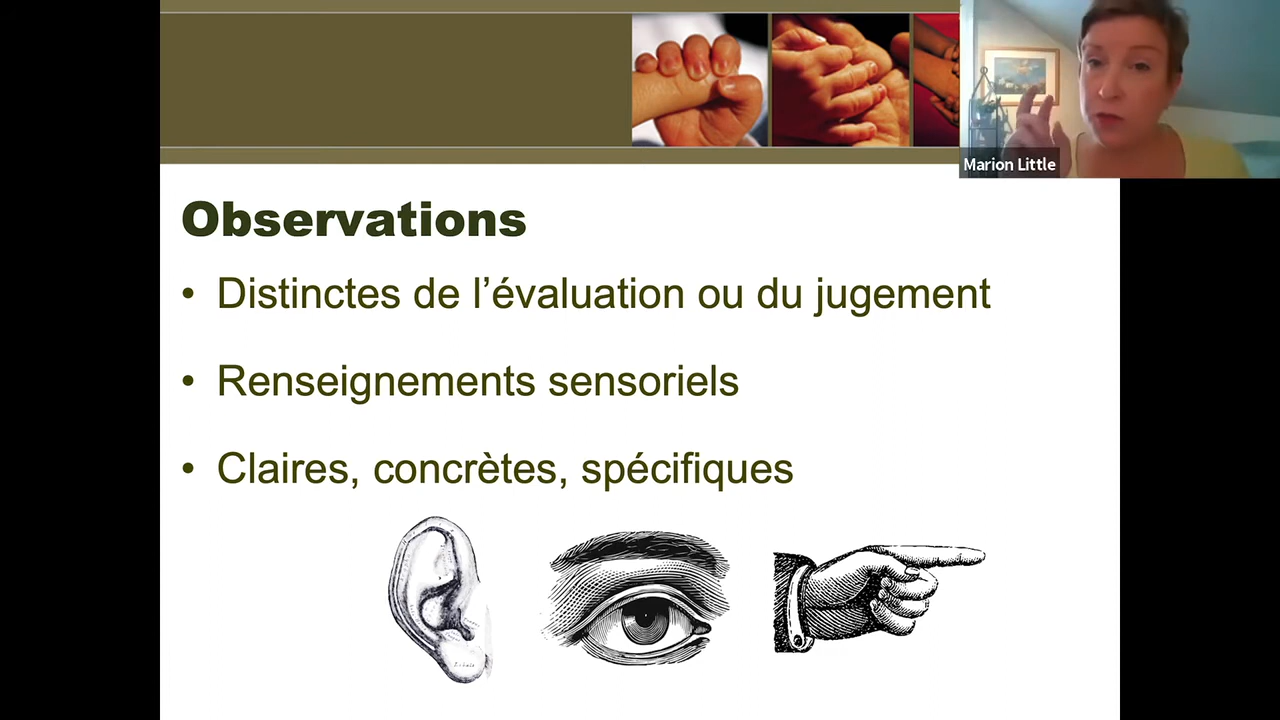 Marion Little
Observations
• Distinctes de l’évaluation ou du jugement
• Renseignements sensoriels
• Claires, concrètes, spécifiques